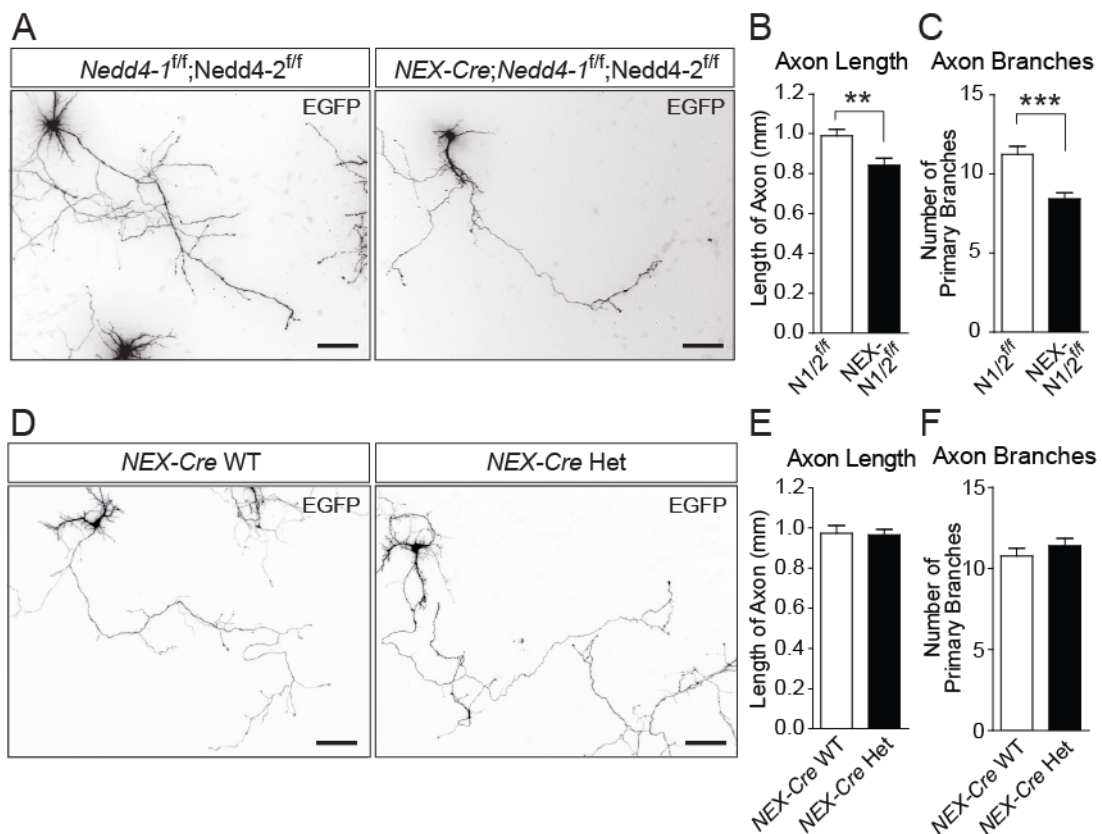 A
Nedd4-1f/f;Nedd4-2f/f
NEX-Cre;Nedd4-1f/f;Nedd4-2f/f
EGFP
EGFP
B
Axon Length
Length of Axon (mm)
1.2
1.0
0.8
0.6
0.4
0.2
0.0
**
N1/2f/f
NEX-
N1/2f/f
C
Axon Branches
Number of
Primary Branches
15
10
5
0
***
N1/2f/f
NEX-
N1/2f/f
D
NEX-Cre WT
NEX-Cre Het
EGFP
EGFP
E
Axon Length
Length of Axon (mm)
1.2
1.0
0.8
0.6
0.4
0.2
0.0
NEX-Cre WT
NEX-Cre Het
F
Axon Branches
Number of
Primary Branches
15
10
5
0
NEX-Cre WT
NEX-Cre Het